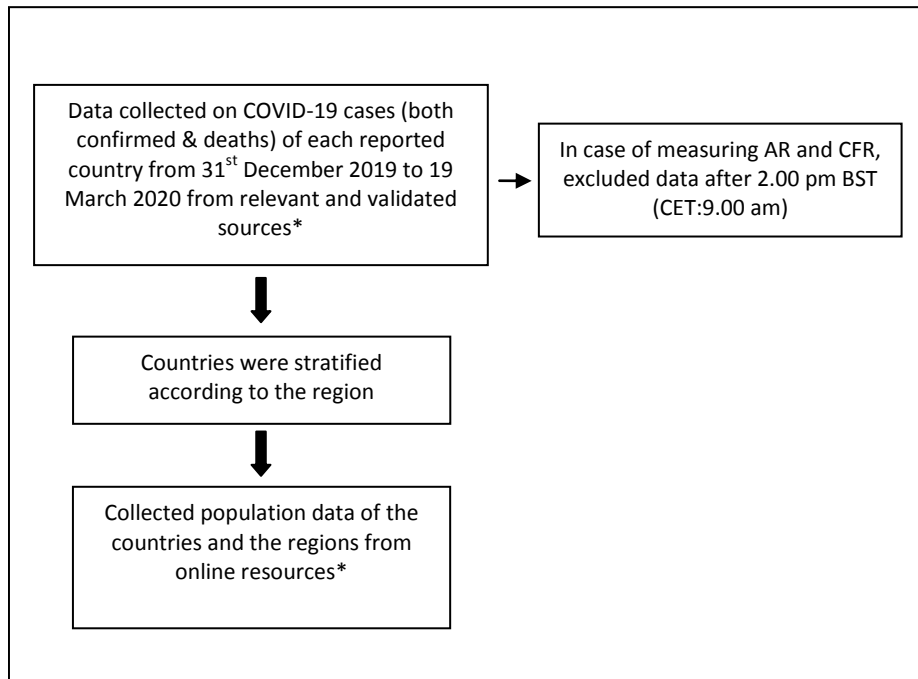 Data collected on COVID-19 cases (both
confirmed & deaths) of each reported
country from 31st December 2019 to 19
March 2020 from relevant and validated
sources*
In case of measuring AR and CFR,
excluded data after 2.00 pm BST
(CET:9.00 am)
Countries were stratified
according to the region
Collected population data of the
countries and the regions from
online resources*